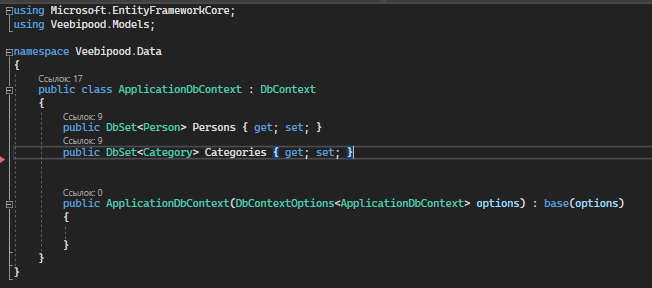 using Microsoft.EntityFrameworkCore;
using Veebipood.Models;
namespace Veebipood.Data
{
Ссылок: 17
public class ApplicationDbContext : DbContext
{
Ссылок: 9
public DbSet<Person> Persons { get; set; }
Ссылок: 9
public DbSet<Category> Categories { get; set; }
Ссылок: 0
public ApplicationDbContext(DbContextOptions<ApplicationDbContext> options) : base(options)
{
}
}
}